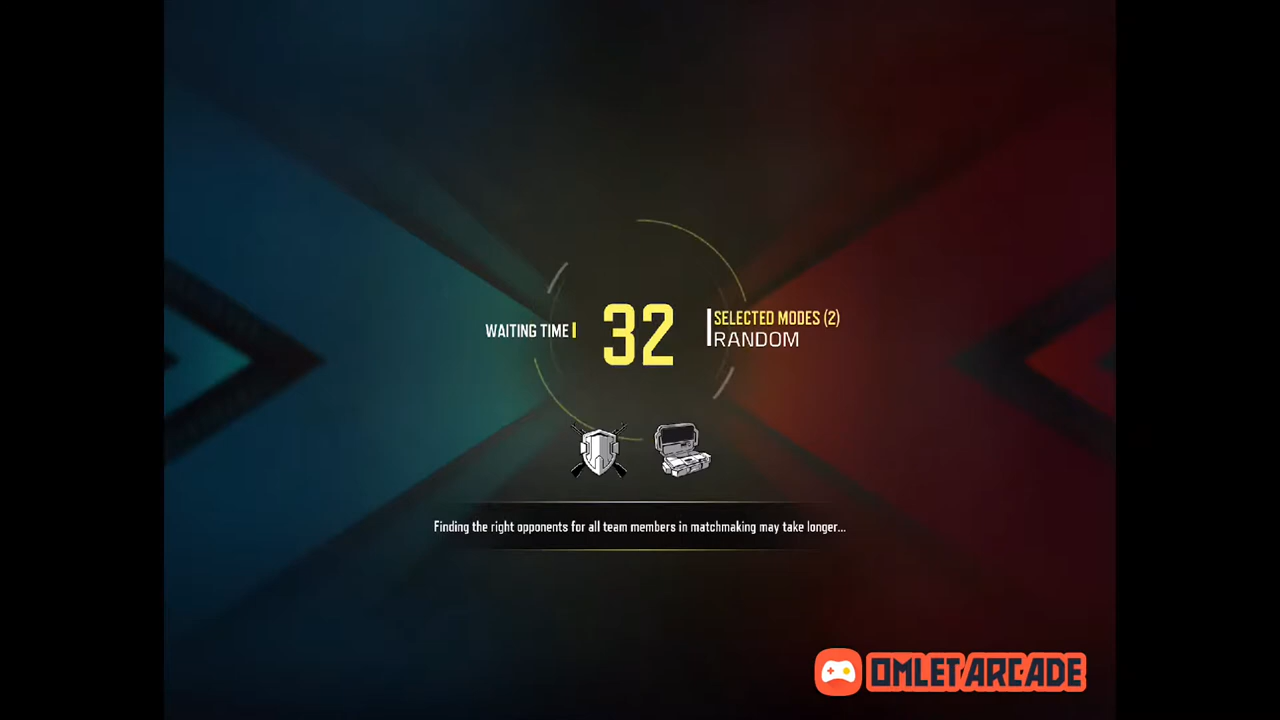 WAITING TIME
32
SELECTED MODES (2)
RANDOM
Finding the right opponents for all team members in matchmaking may take longer...
OMLET ARCADE